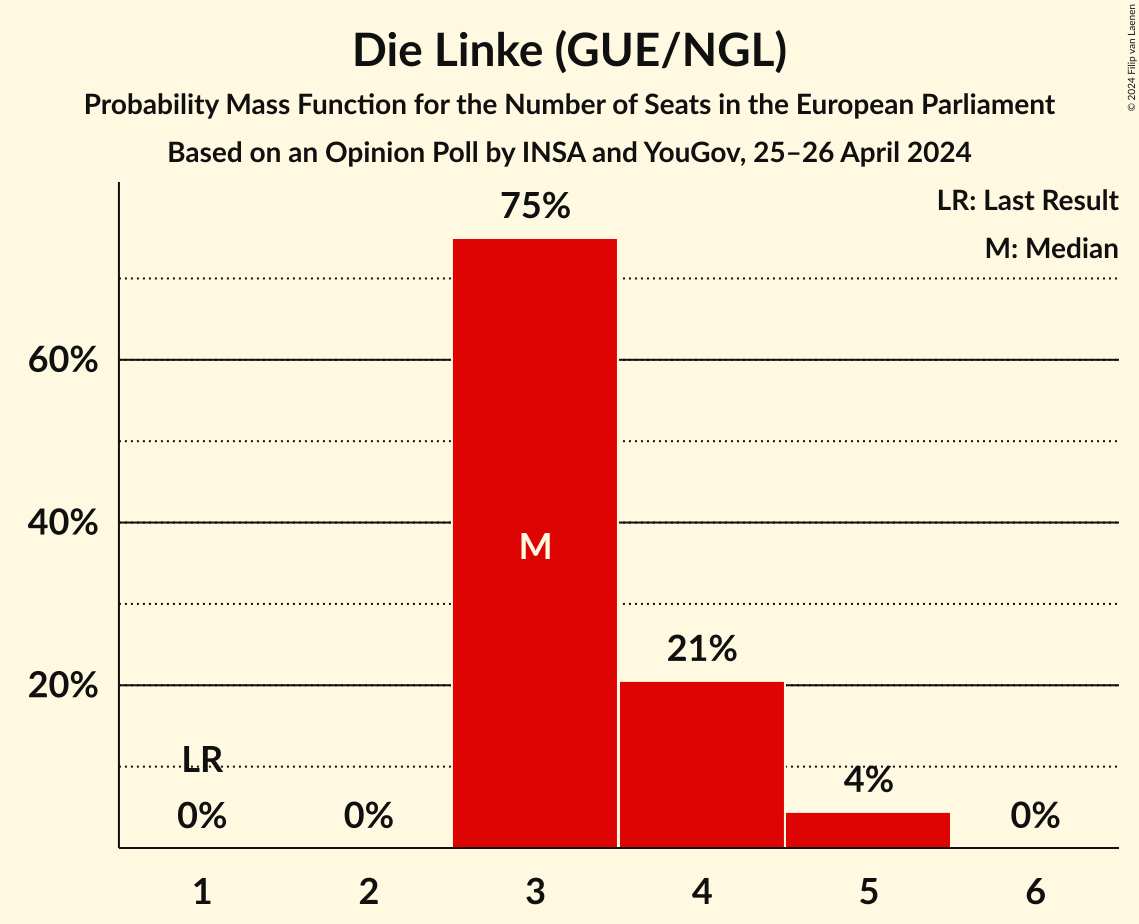 Die Linke (GUE/NGL)
Probability Mass Function for the Number of Seats in the European Parliament
Based on an Opinion Poll by INSA and YouGov, 25–26 April 2024
© 2024 Filip van Laenen
LR: Last Result
M: Median
75%
60%
40%
M
21%
20%
LR
4%
0%
0%
0%
1
2
3
4
5
6